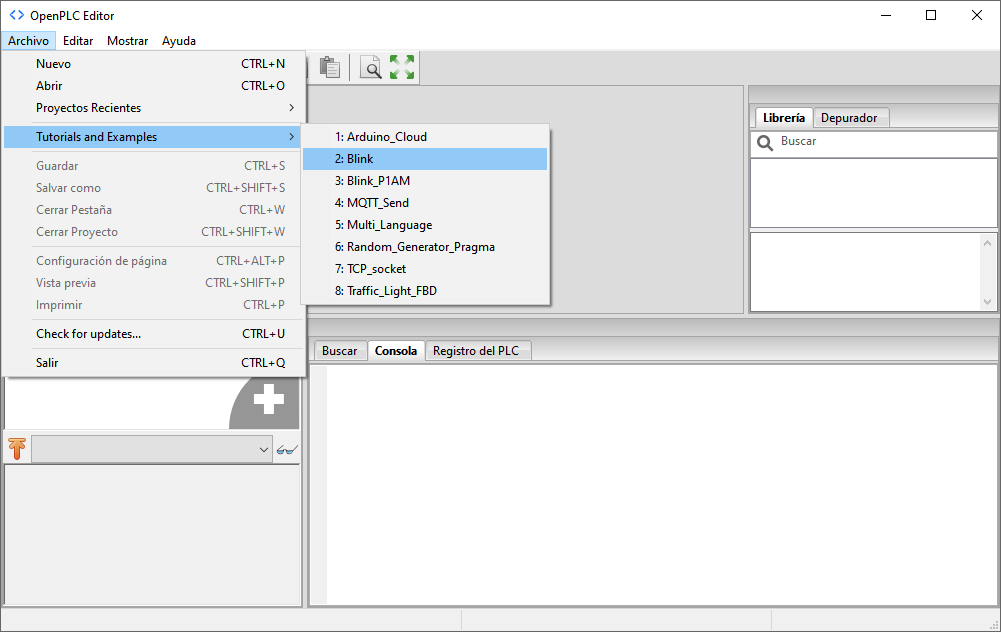 OpenPLC Editor
Archivo Editar Mostrar Ayuda
Nuevo CTRL+N
Abrir CTRL+O
Proyectos Recientes
Tutorials and Examples
Guardar CTRL+S
Salvar como CTRL+SHIFT+S
Cerrar Pestaña CTRL+W
Cerrar Proyecto CTRL+SHIFT+W
Configuración de página CTRL+ALT+P
Vista previa CTRL+SHIFT+P
Imprimir CTRL+P
Check for updates... CTRL+U
Salir CTRL+Q
1: Arduino_Cloud
2: Blink
3: Blink_P1AM
4: MQTT_Send
5: Multi_Language
6: Random_Generator_Pragma
7: TCP_socket
8: Traffic_Light_FBD
Librería Depurador
Buscar
Buscar Consola Registro del PLC